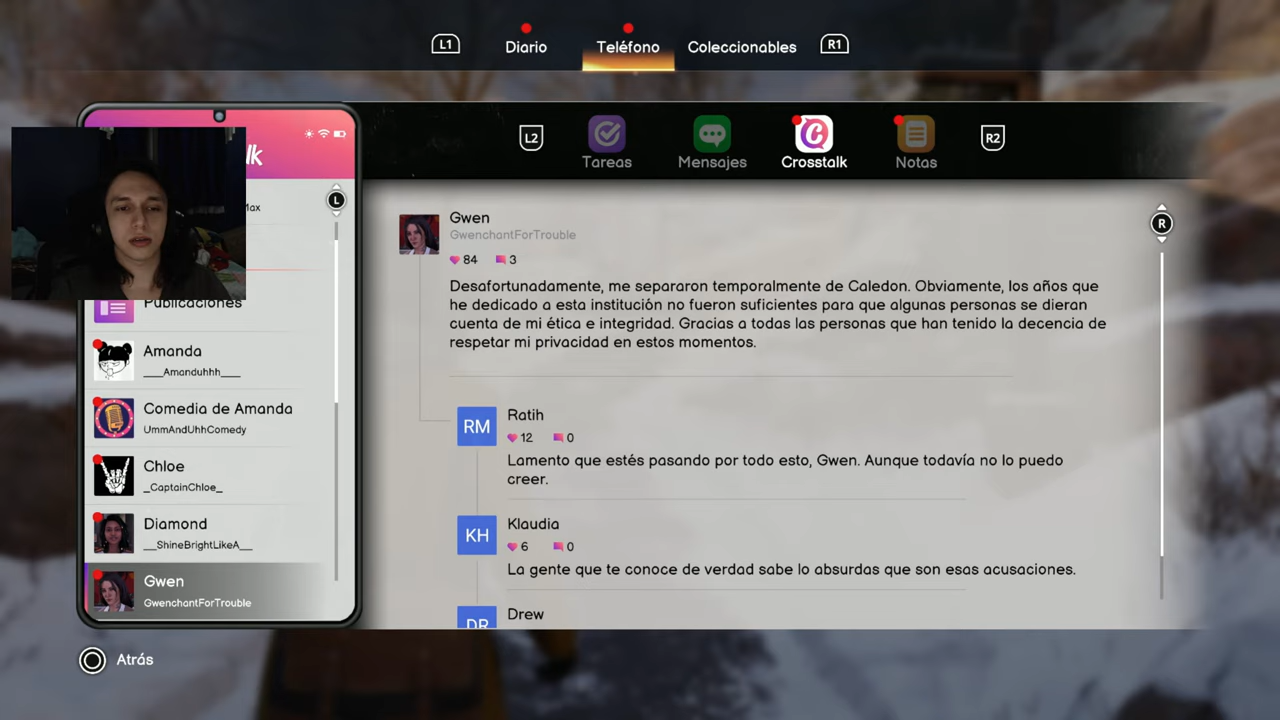 L1
Diario
Teléfono
Coleccionables
R1
L2
Tareas
Mensajes
Crosstalk
Notas
R2
lk
Max
L
Publicaciones
Amanda
___Amanduhhh___
Comedia de Amanda
UmmAndUhhComedy
Chloe
_CaptainChloe_
Diamond
__ShineBrightLikeA__
Gwen
GwenchantForTrouble
R
Gwen
GwenchantForTrouble
84 3
Desafortunadamente, me separaron temporalmente de Caledon. Obviamente, los años que
he dedicado a esta institución no fueron suficientes para que algunas personas se dieran
cuenta de mi ética e integridad. Gracias a todas las personas que han tenido la decencia de
respetar mi privacidad en estos momentos.
RM
Ratih
12 0
Lamento que estés pasando por todo esto, Gwen. Aunque todavía no lo puedo
creer.
KH
Klaudia
6 0
La gente que te conoce de verdad sabe lo absurdas que son esas acusaciones.
DR
Drew
Atrás